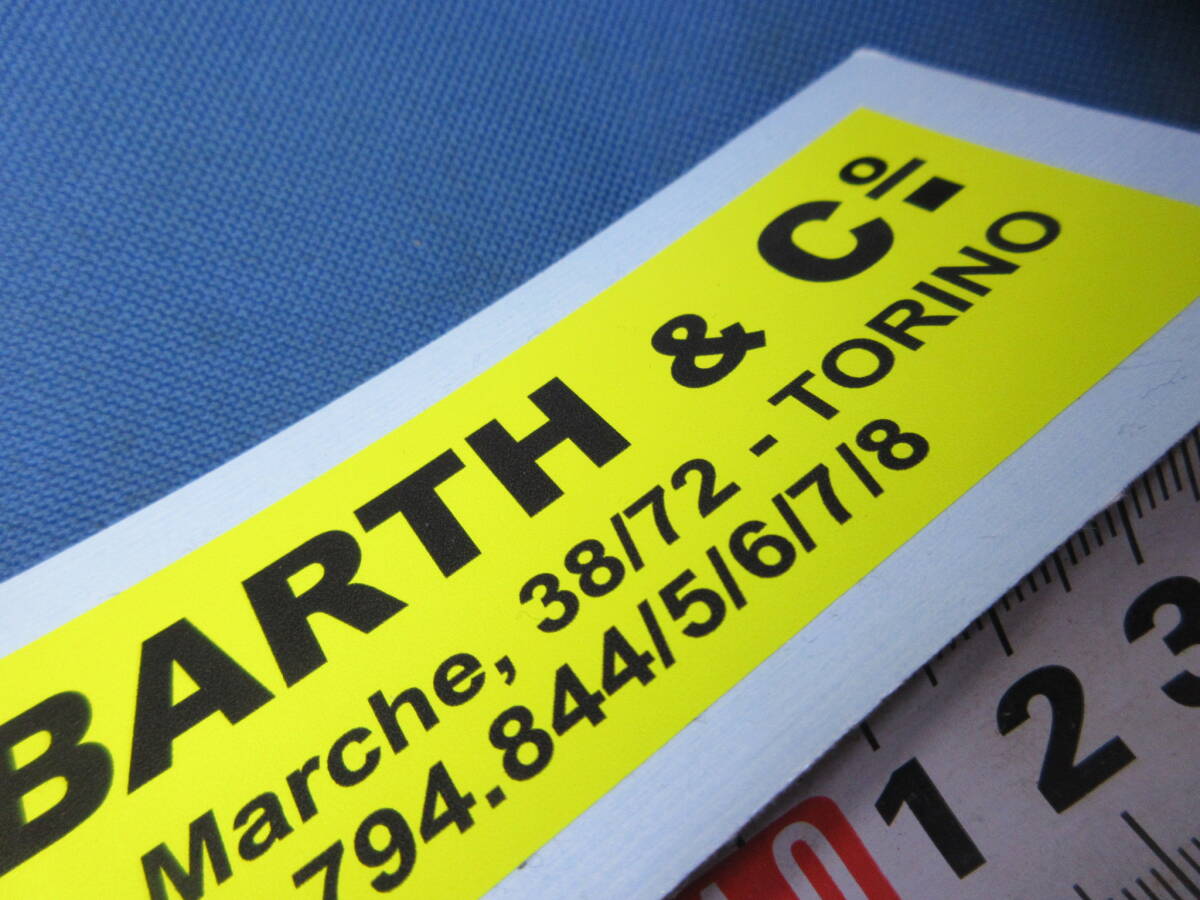 BARTH & C%.
Marche, 38/72 - TORINO
794.844/5/6/7/8
1 2 3